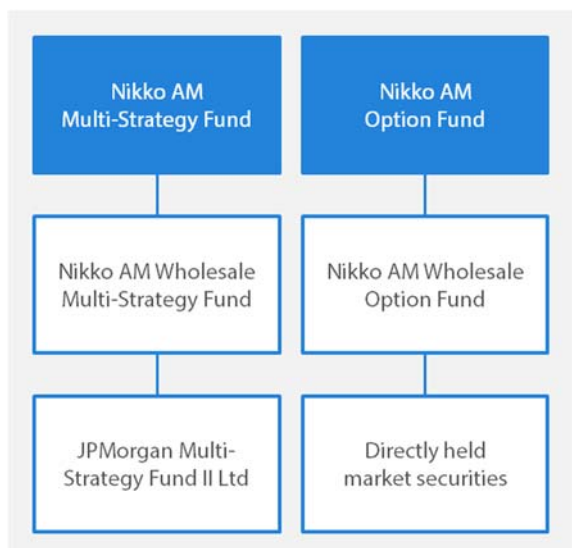 Nikko AM
Multi-Strategy Fund
Nikko AM
Option Fund
Nikko AM Wholesale
Multi-Strategy Fund
Nikko AM Wholesale
Option Fund
JPMorgan Multi-
Strategy Fund II Ltd
Directly held
market securities